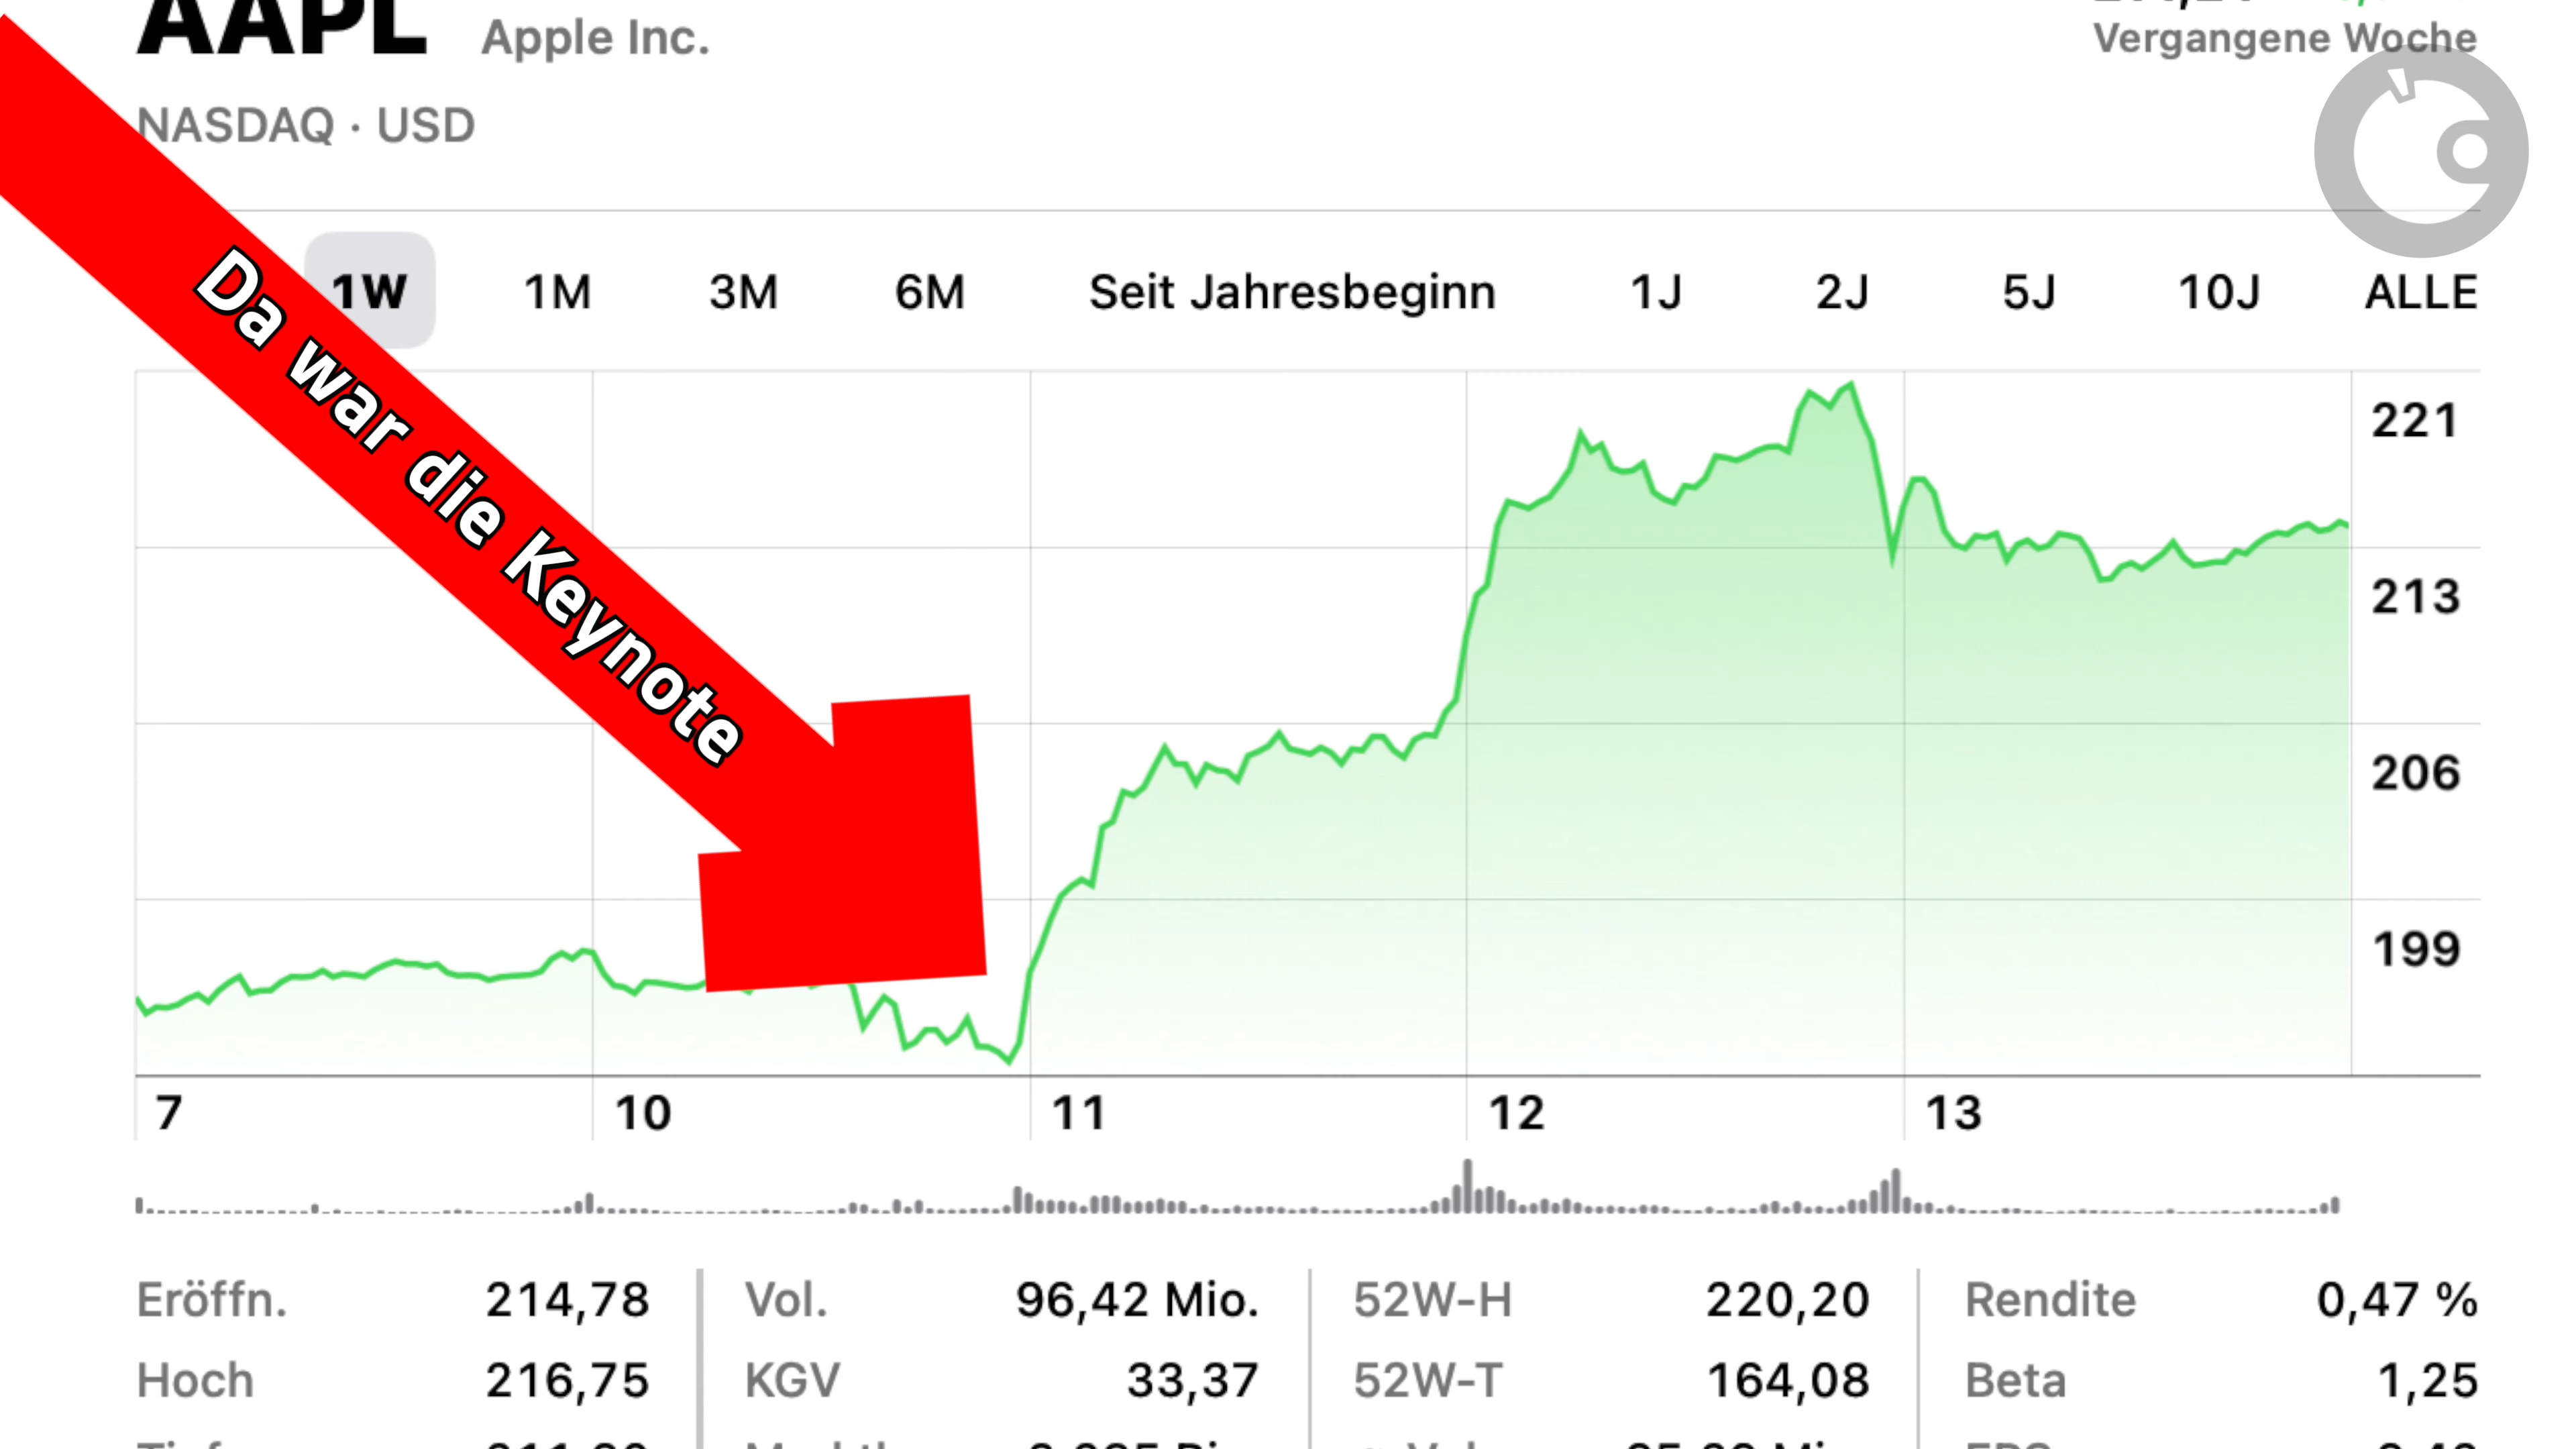 AAPL Apple Inc.
Vergangene Woche
NASDAQ · USD
1W 1M 3M 6M Seit Jahresbeginn 1J 2J 5J 10J ALLE
Da war die Keynote
221
213
206
199
7 10 11 12 13
Eröffn. 214,78 Vol. 96,42 Mio. 52W-H 220,20 Rendite 0,47 %
Hoch 216,75 KGV 33,37 52W-T 164,08 Beta 1,25